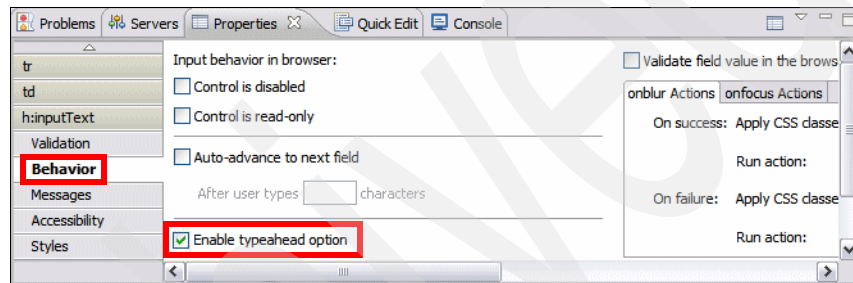 Problems Servers Properties Quick Edit Console
tr
td
h:inputText
Validation
Behavior
Messages
Accessibility
Styles
Input behavior in browser:
Control is disabled
Control is read-only
Auto-advance to next field
After user types characters
Enable typeahead option
Validate field value in the brows
onblur Actions onfocus Actions
On success: Apply CSS classe
Run action:
On failure: Apply CSS classe
Run action: